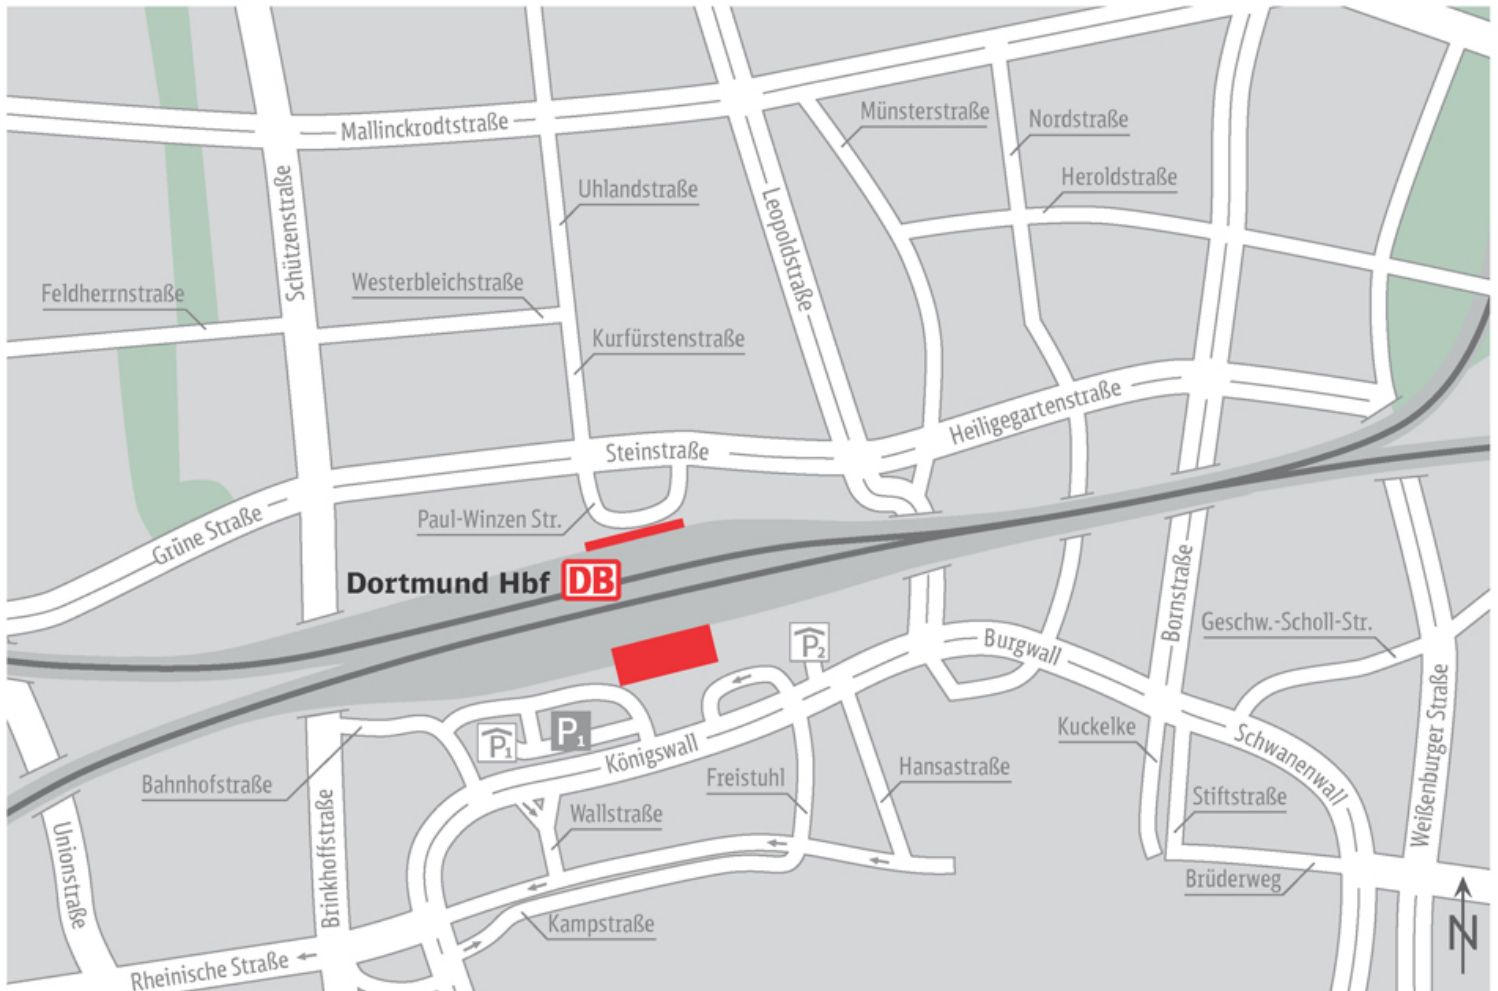 Münsterstraße
Nordstraße
Mallinckrodtstraße
Heroldstraße
Uhlandstraße
Schützenstraße
Leopoldstraße
Feldherrnstraße
Westerbleichstraße
Kurfürstenstraße
Heiligegartenstraße
Steinstraße
Paul-Winzen Str.
Grüne Straße
Dortmund Hbf DB
Bornstraße
Geschw.-Scholl-Str.
P2
Burgwall
Kuckelke
P1
P1
Königswall
Schwanenwall
Weißenburger Straße
Bahnhofstraße
Freistuhl
Hansastraße
Stiftstraße
Wallstraße
Unionstraße
Brinkhoffstraße
Brüderweg
Kampstraße
N
Rheinische Straße